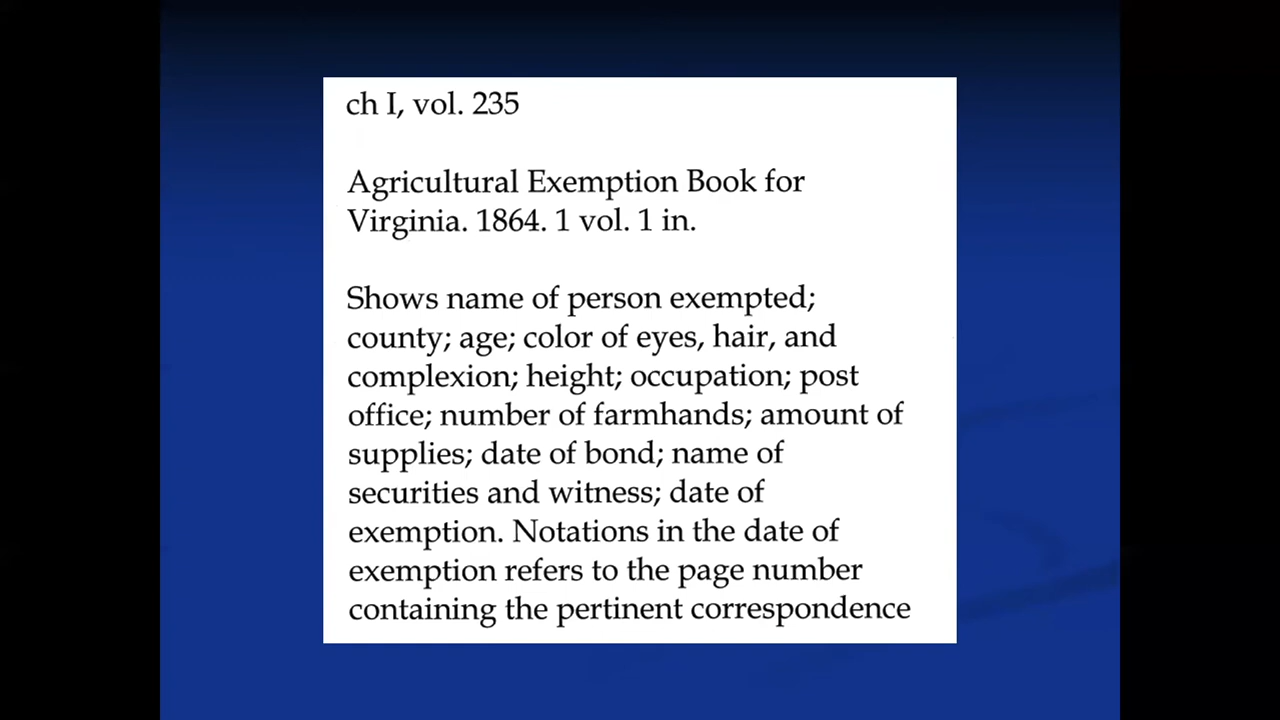 ch I, vol. 235
Agricultural Exemption Book for
Virginia. 1864. 1 vol. 1 in.
Shows name of person exempted;
county; age; color of eyes, hair, and
complexion; height; occupation; post
office; number of farmhands; amount of
supplies; date of bond; name of
securities and witness; date of
exemption. Notations in the date of
exemption refers to the page number
containing the pertinent correspondence